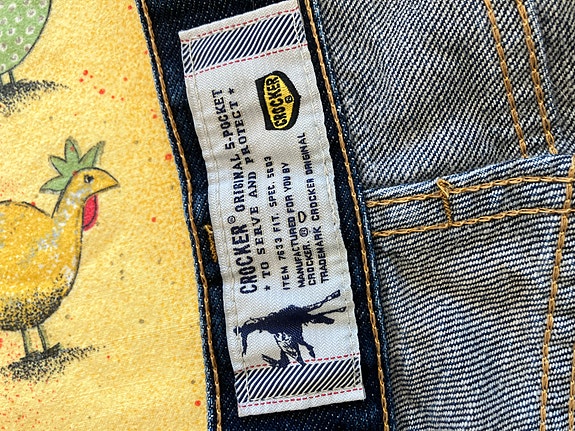 CROCKER® ORIGINAL 5-POCKET
★ TO SERVE AND PROTECT ★
CROCKER®
ITEM 7613 FIT. SPEC. 5603
MANUFACTURED FOR YOU BY
CROCKER. ®
TRADEMARK CROCKER ORIGINAL